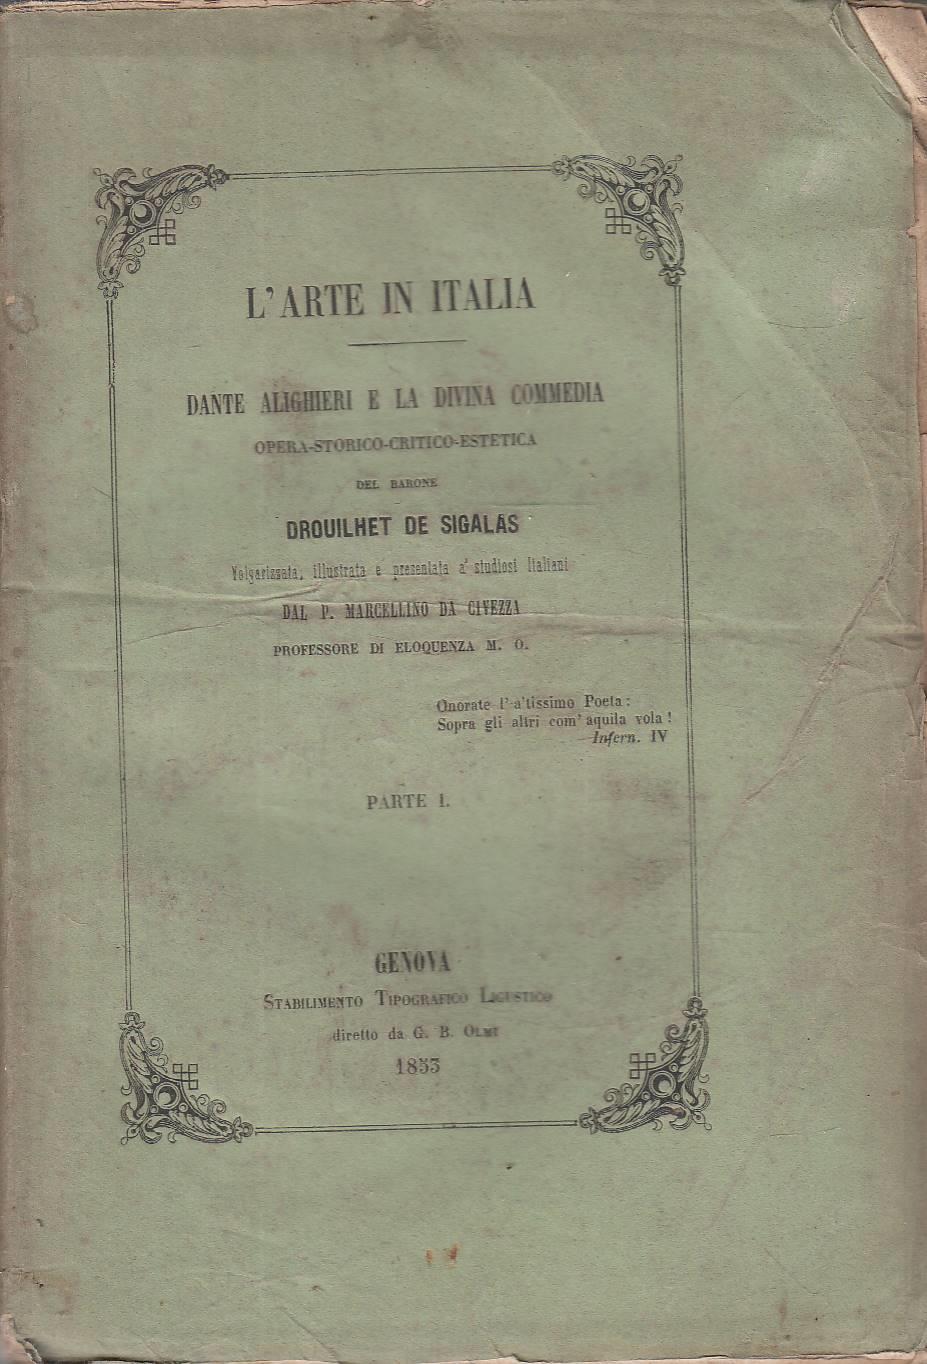 L'ARTE IN ITALIA
DANTE ALIGHIERI E LA DIVINA COMMEDIA
OPERA-STORICO-CRITICO-ESTETICA
DEL BARONE
DROUILHET DE SIGALAS
Volgarizzata, illustrata e presentata a' studiosi Italiani
DAL P. MARCELLINO DA CIVEZZA
PROFESSORE DI ELOQUENZA M. O.
Onorate l' a'tissimo Poeta:
Sopra gli altri com' aquila vola!
Infern. IV
PARTE I.
GENOVA
STABILIMENTO TIPOGRAFICO LIGUSTICO
diretto da G. B. OLMI
1853